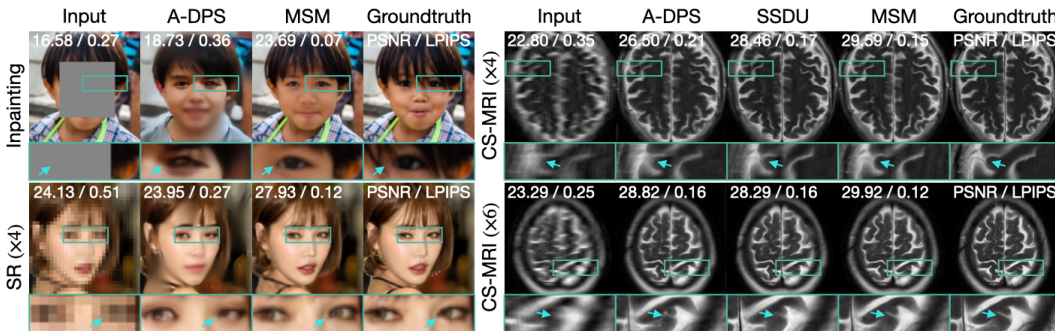 Input A-DPS MSM Groundtruth
Inpainting
16.58 / 0.27 18.73 / 0.36 23.69 / 0.07 PSNR / LPIPS
SR (×4)
24.13 / 0.51 23.95 / 0.27 27.93 / 0.12 PSNR / LPIPS
Input A-DPS SSDU MSM Groundtruth
CS-MRI (×4)
22.80 / 0.35 26.50 / 0.21 28.46 / 0.17 29.59 / 0.15 PSNR / LPIPS
CS-MRI (×6)
23.29 / 0.25 28.82 / 0.16 28.29 / 0.16 29.92 / 0.12 PSNR / LPIPS